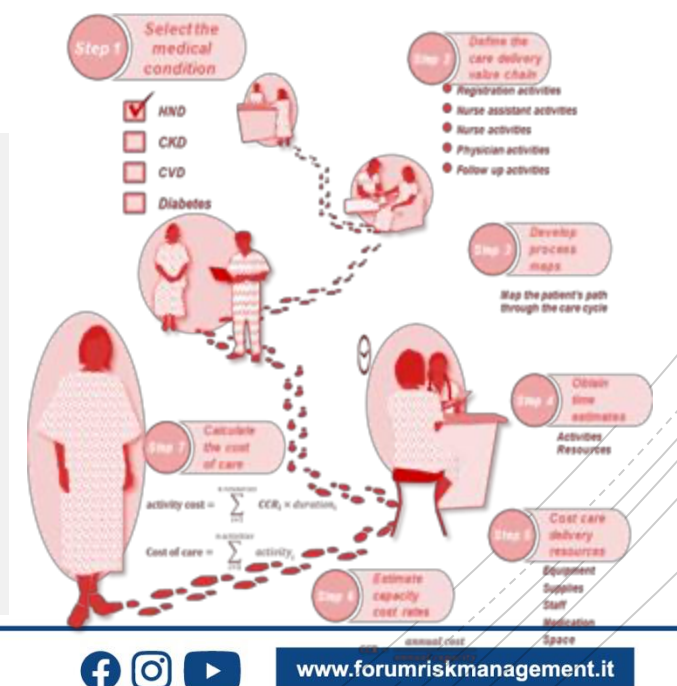 Step 1
Select the
medical
condition
HND
CKD
CVD
Diabetes
Step 2
Define the
care delivery
value chain
Registration activities
Nurse assistant activities
Nurse activities
Physician activities
Follow up activities
Step 3
Develop
process
maps
Map the patient's path
through the care cycle
Step 4
Obtain
time
estimates
Activities
Resources
Step 5
Cost care
delivery
resources
Equipment
Supplies
Staff
Medication
Space
Step 6
Estimate
capacity
cost rates
annual cost
Step 7
Calculate
the cost
of care
activity cost = ∑ CCRᵢ × durationᵢ
Cost of care = ∑ activityᵢ
www.forumriskmanagement.it